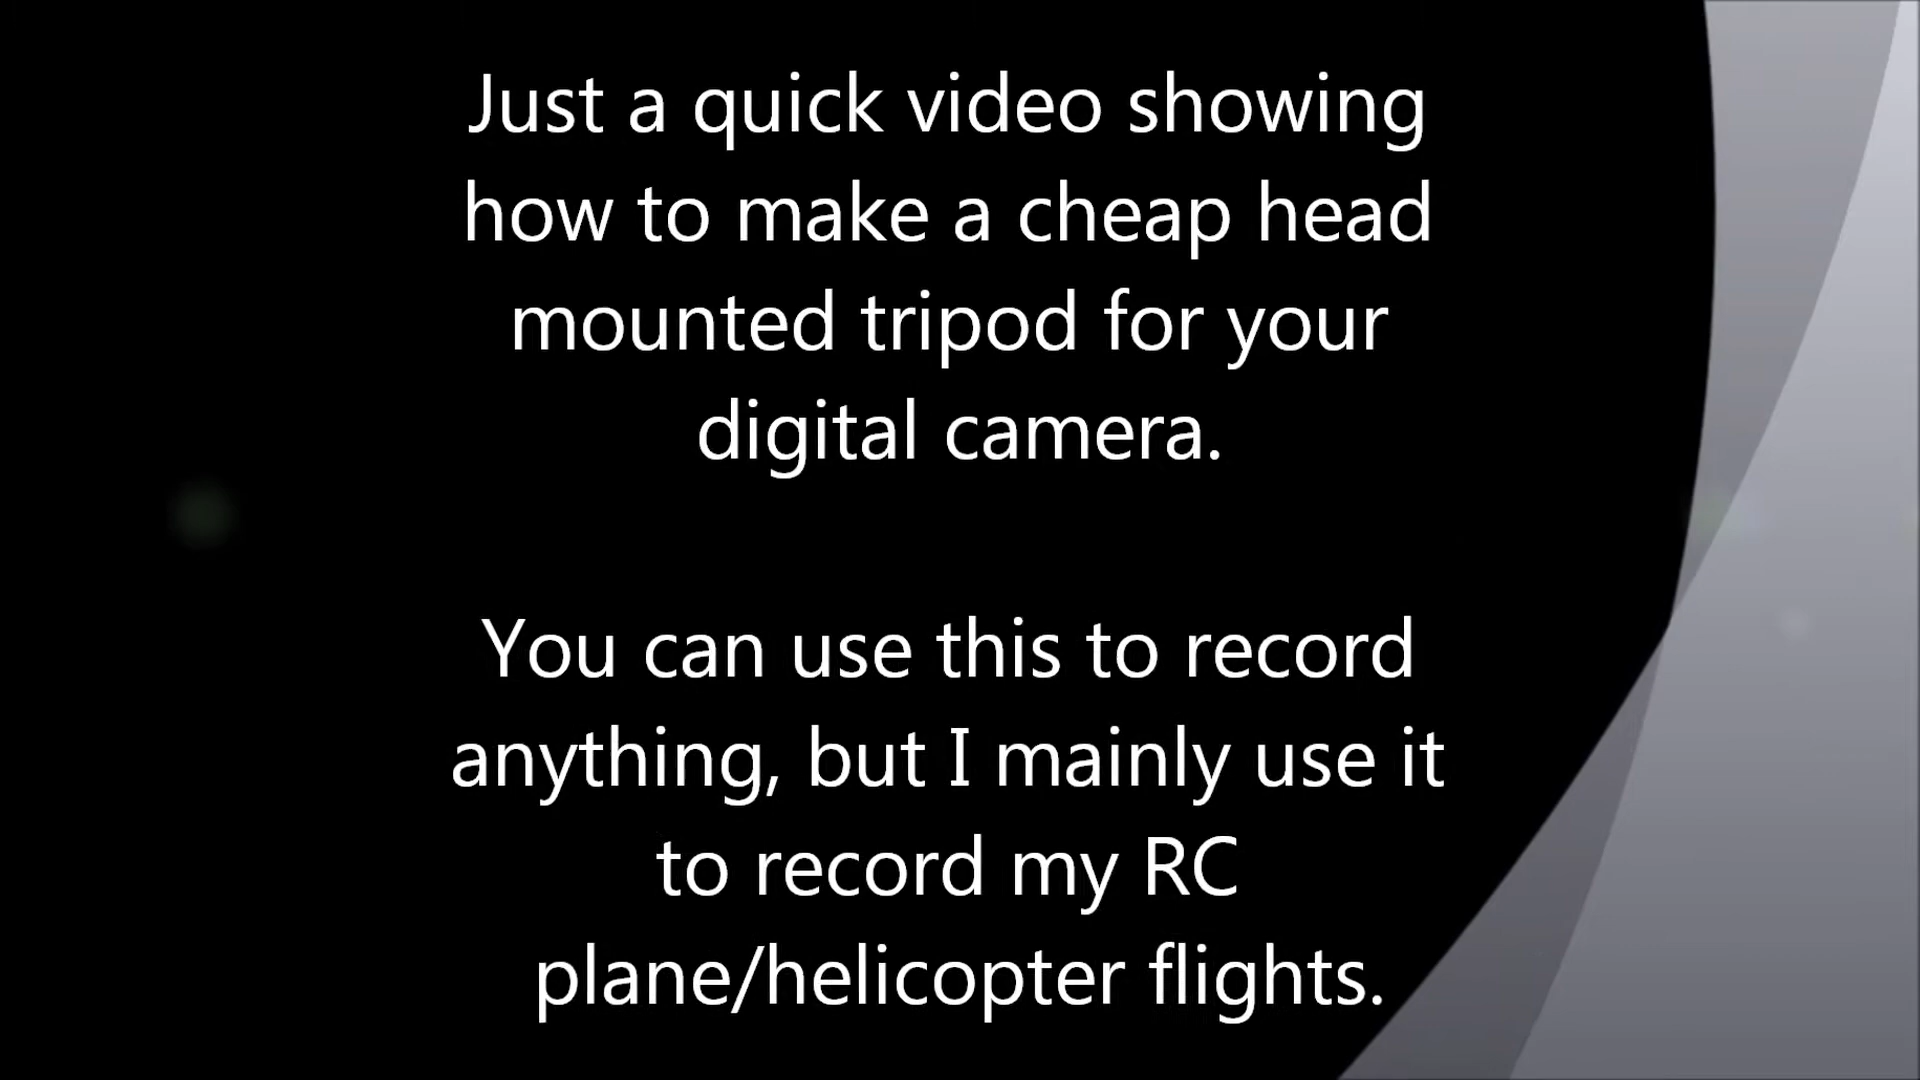 Just a quick video showing
how to make a cheap head
mounted tripod for your
digital camera.
You can use this to record
anything, but I mainly use it
to record my RC
plane/helicopter flights.